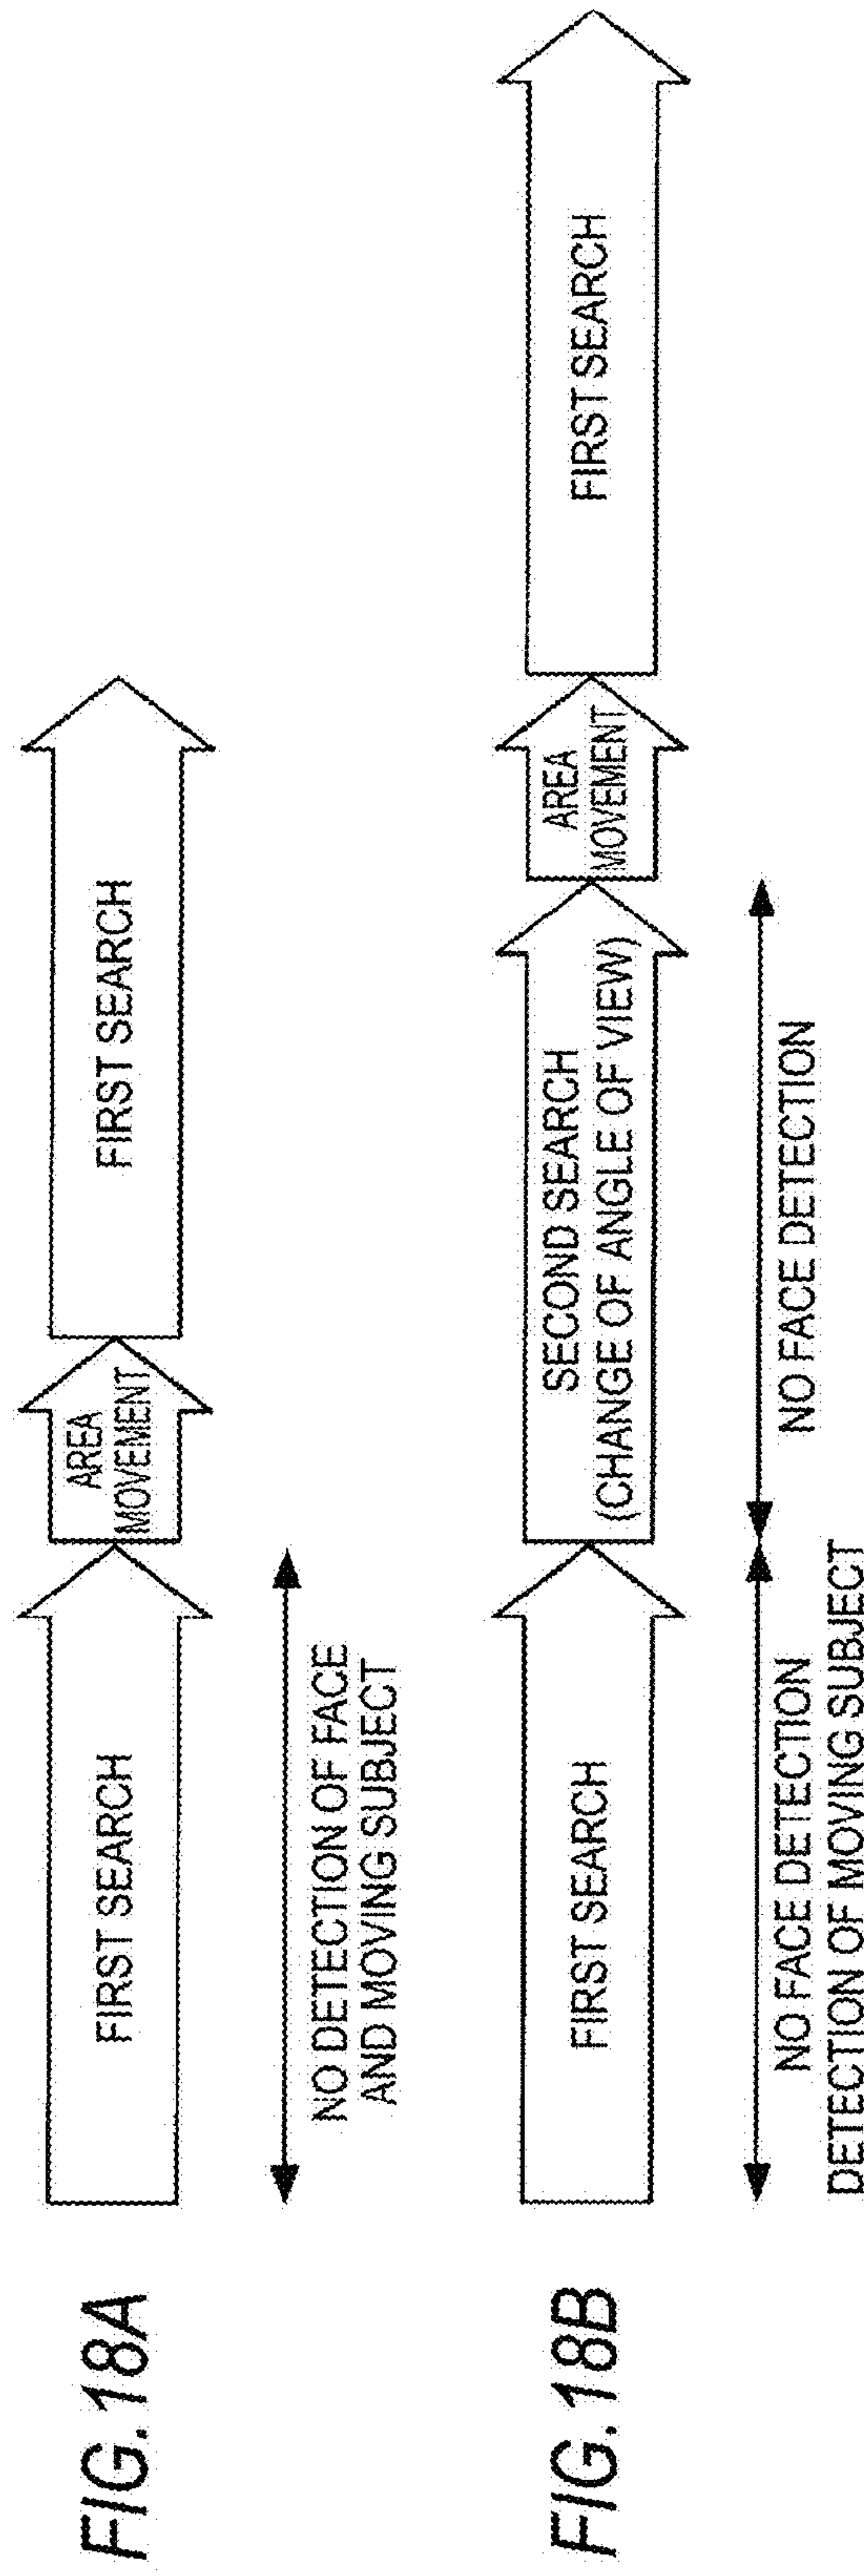 FIG. 18A
FIRST SEARCH
AREA
MOVEMENT
FIRST SEARCH
NO DETECTION OF FACE
AND MOVING SUBJECT
FIG. 18B
FIRST SEARCH
SECOND SEARCH
(CHANGE OF ANGLE OF VIEW)
AREA
MOVEMENT
FIRST SEARCH
NO FACE DETECTION
DETECTION OF MOVING SUBJECT
NO FACE DETECTION